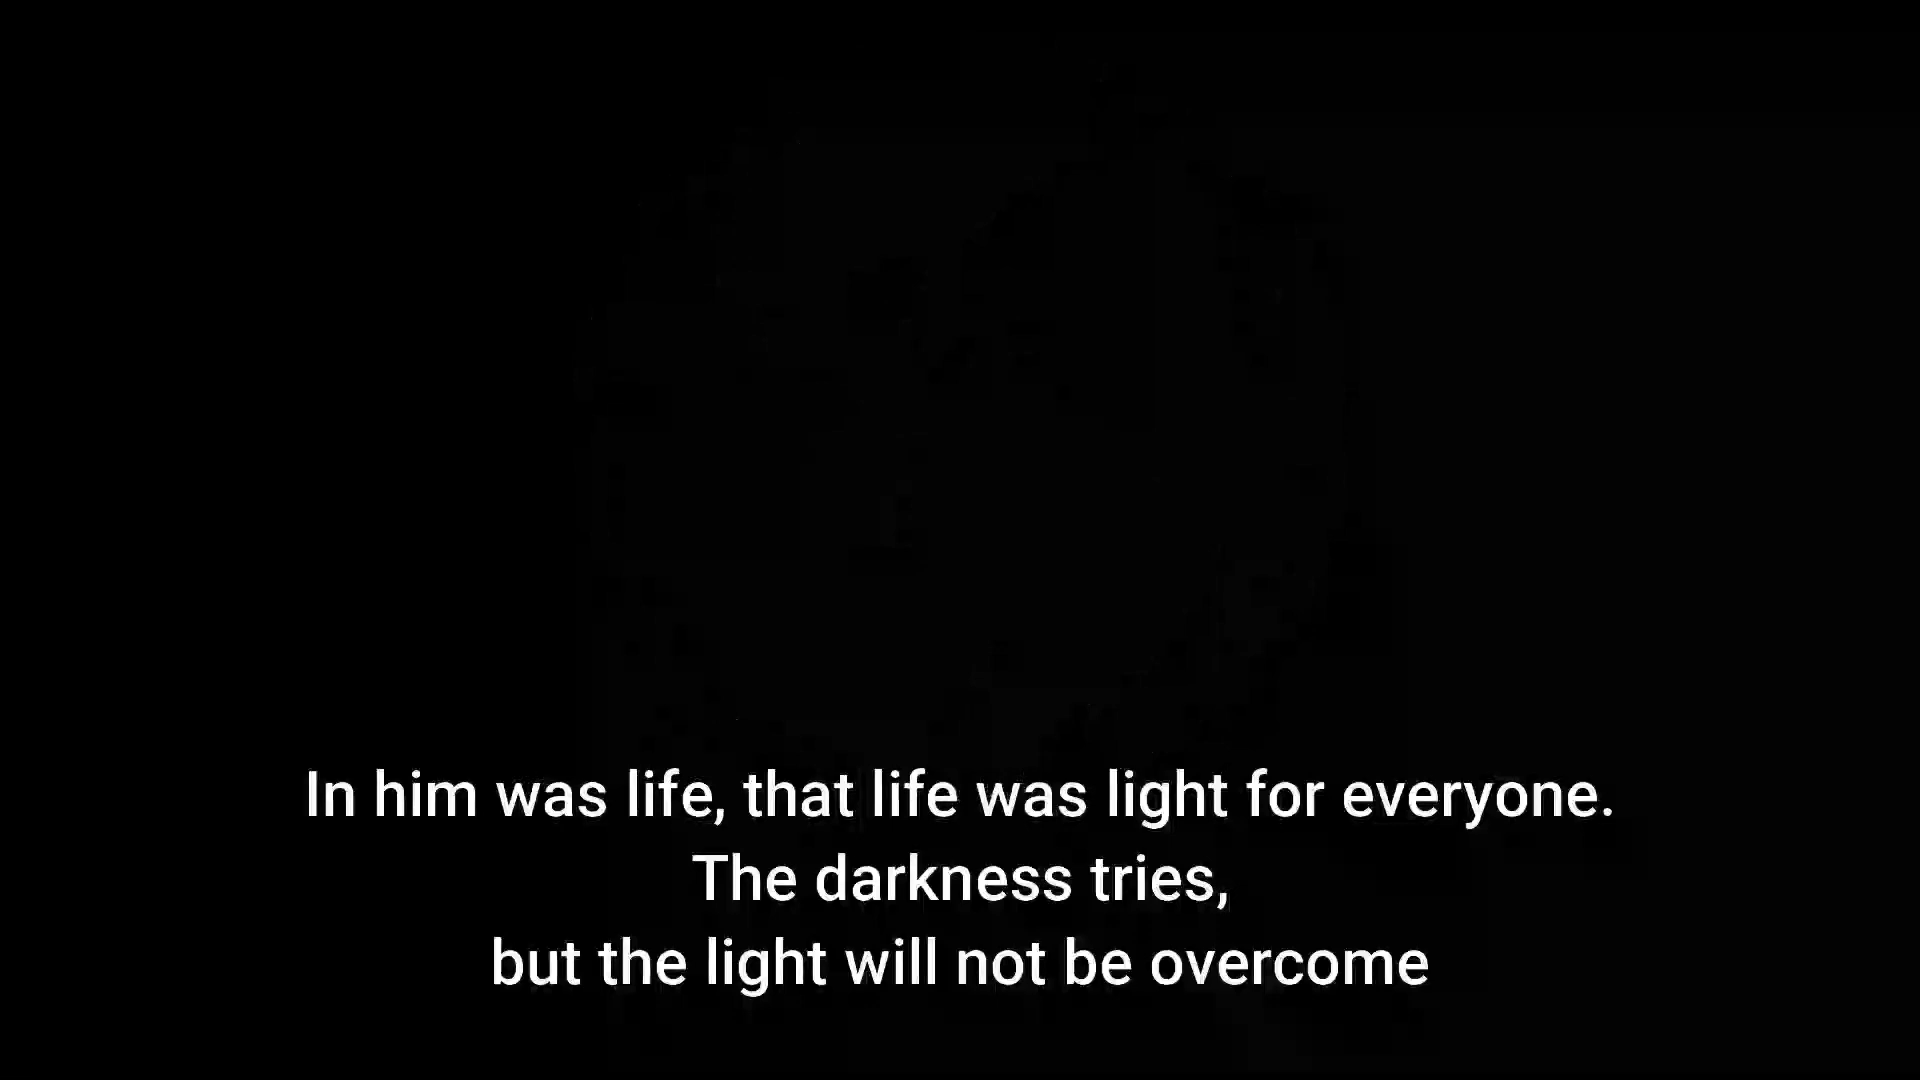 In him was life, that life was light for everyone.
The darkness tries,
but the light will not be overcome